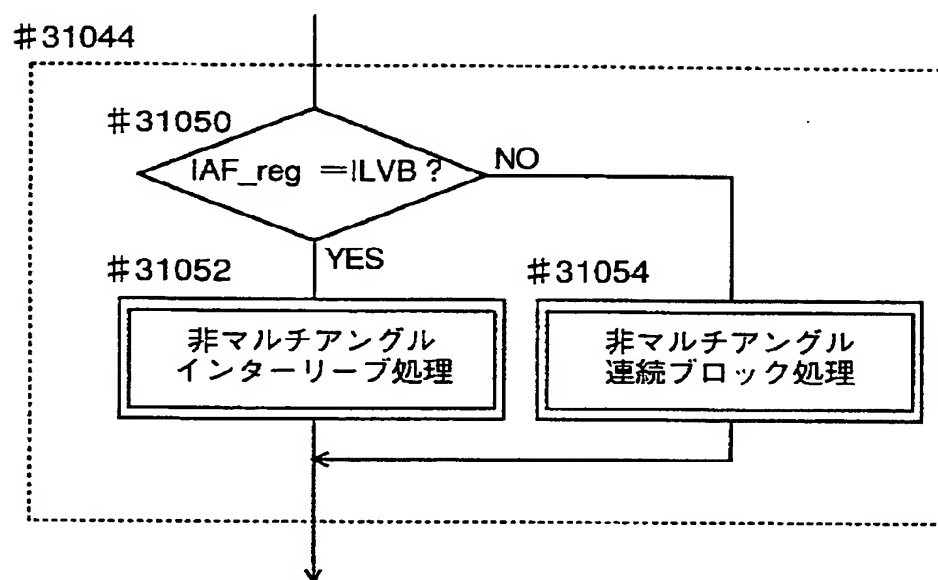 #31044
#31050
IAF_reg =ILVB ?
NO
YES
#31052
#31054
非マルチアングル
インターリーブ処理
非マルチアングル
連続ブロック処理